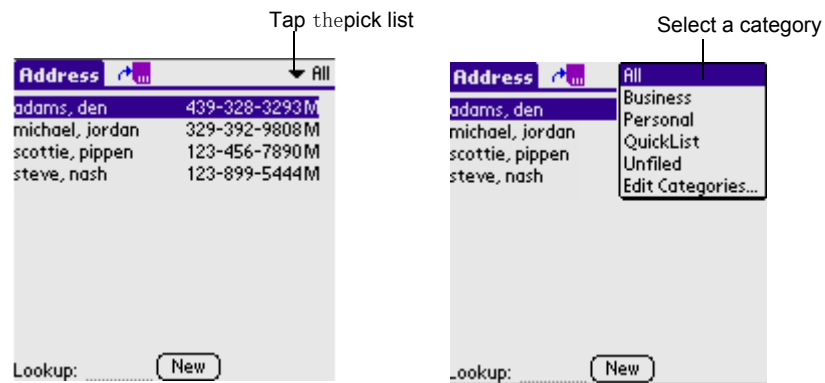 Tap thepick list
Select a category
Address All
adams, den 439-328-3293M
michael, jordan 329-392-9808M
scottie, pippen 123-456-7890M
steve, nash 123-899-5444M
Lookup: New
Address
adams, den
michael, jordan
scottie, pippen
steve, nash
All
Business
Personal
QuickList
Unfiled
Edit Categories...
Lookup: New